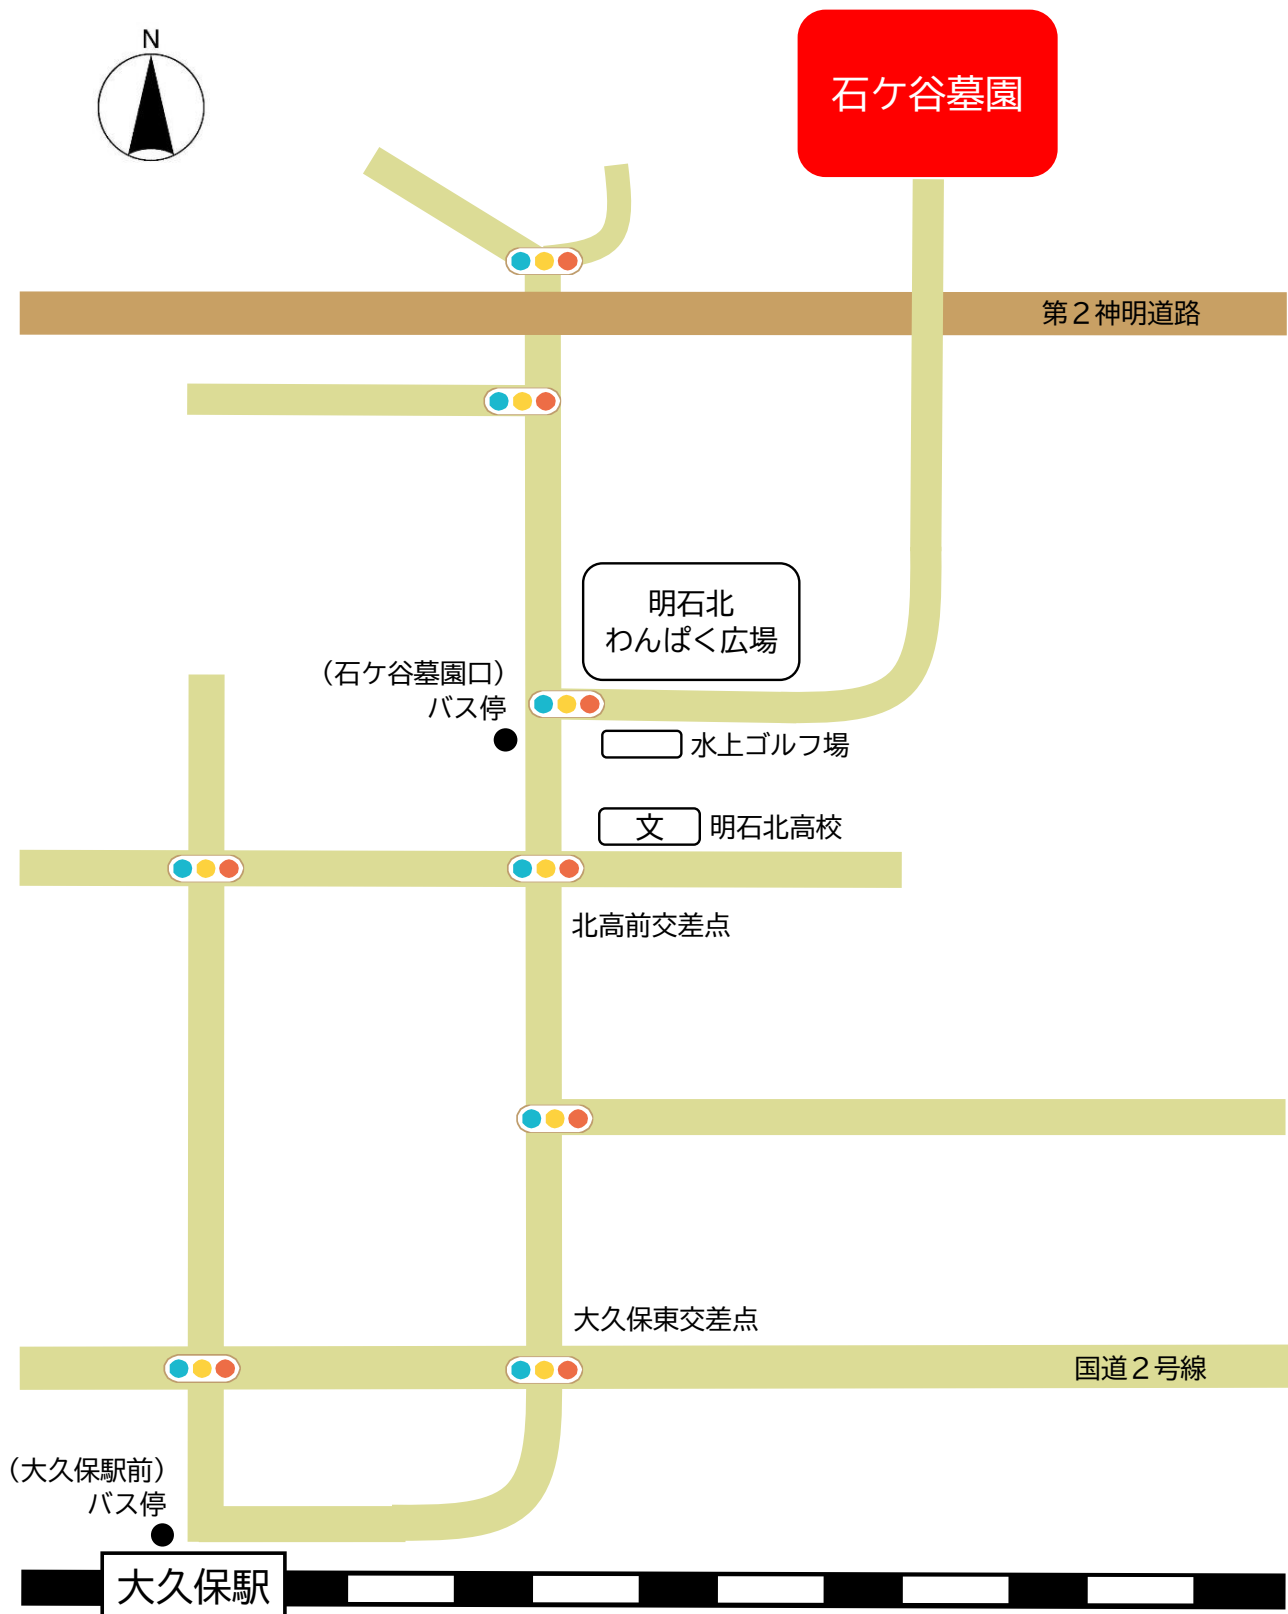 N
石ケ谷墓園
第２神明道路
明石北
わんぱく広場
（石ケ谷墓園口）
バス停
水上ゴルフ場
文 明石北高校
北高前交差点
大久保東交差点
国道２号線
（大久保駅前）
バス停
大久保駅